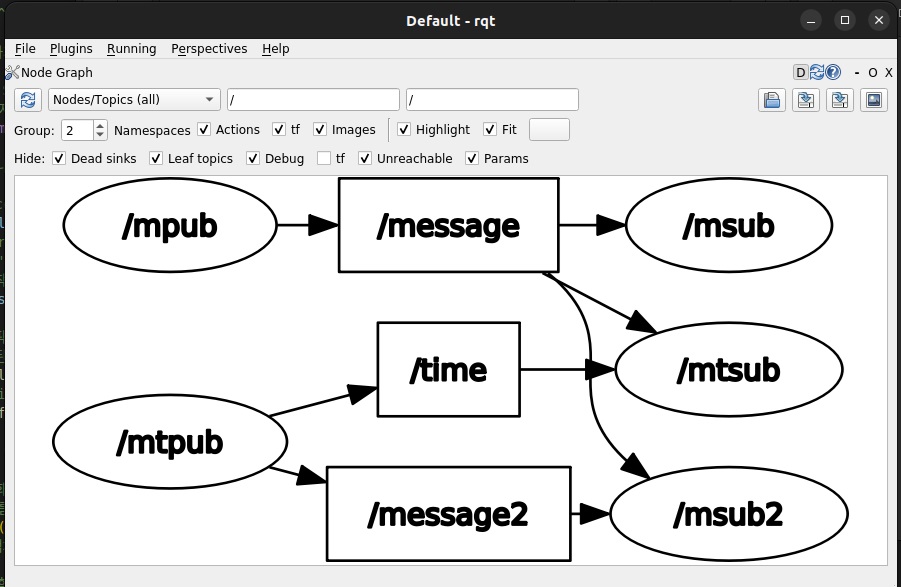 Default - rqt
File Plugins Running Perspectives Help
Node Graph D - O X
Nodes/Topics (all) / /
Group: 2 Namespaces Actions tf Images Highlight Fit
Hide: Dead sinks Leaf topics Debug tf Unreachable Params
/mpub /message /msub
/time /mtsub
/mtpub
/message2 /msub2